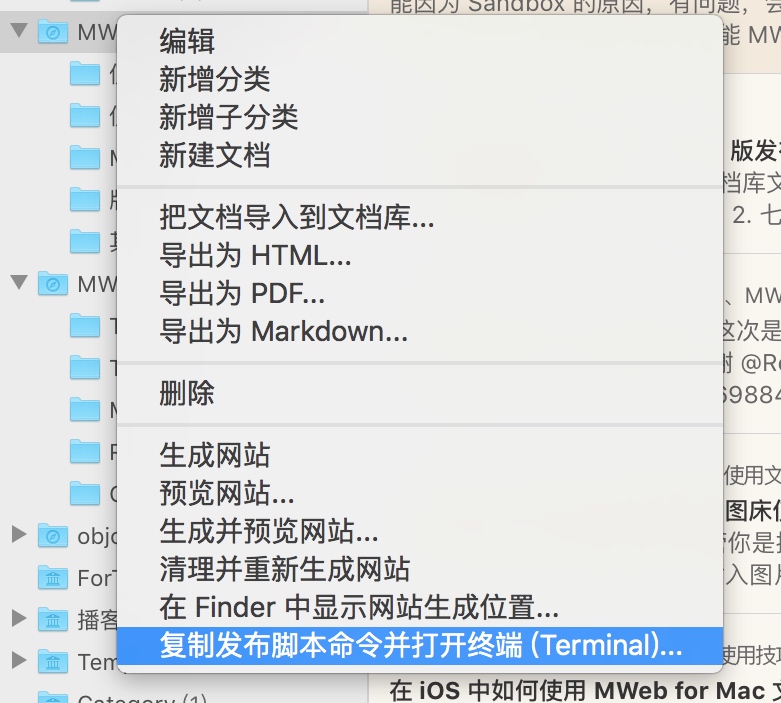 能因为 Sandbox 的原因，有问题，
MW
能 MW
编辑
新增分类
新增子分类
新建文档
把文档导入到文档库...
导出为 HTML...
导出为 PDF...
导出为 Markdown...
删除
生成网站
预览网站...
生成并预览网站...
清理并重新生成网站
在 Finder 中显示网站生成位置...
复制发布脚本命令并打开终端 (Terminal)...
版发
档库文
2. 七
MW
、MW
这次是
@Re
69884
使用文
图床
你是
入图
obj
For
播客
Tem
使用技
Category (1)
在 iOS 中如何使用 MWeb for Mac 文